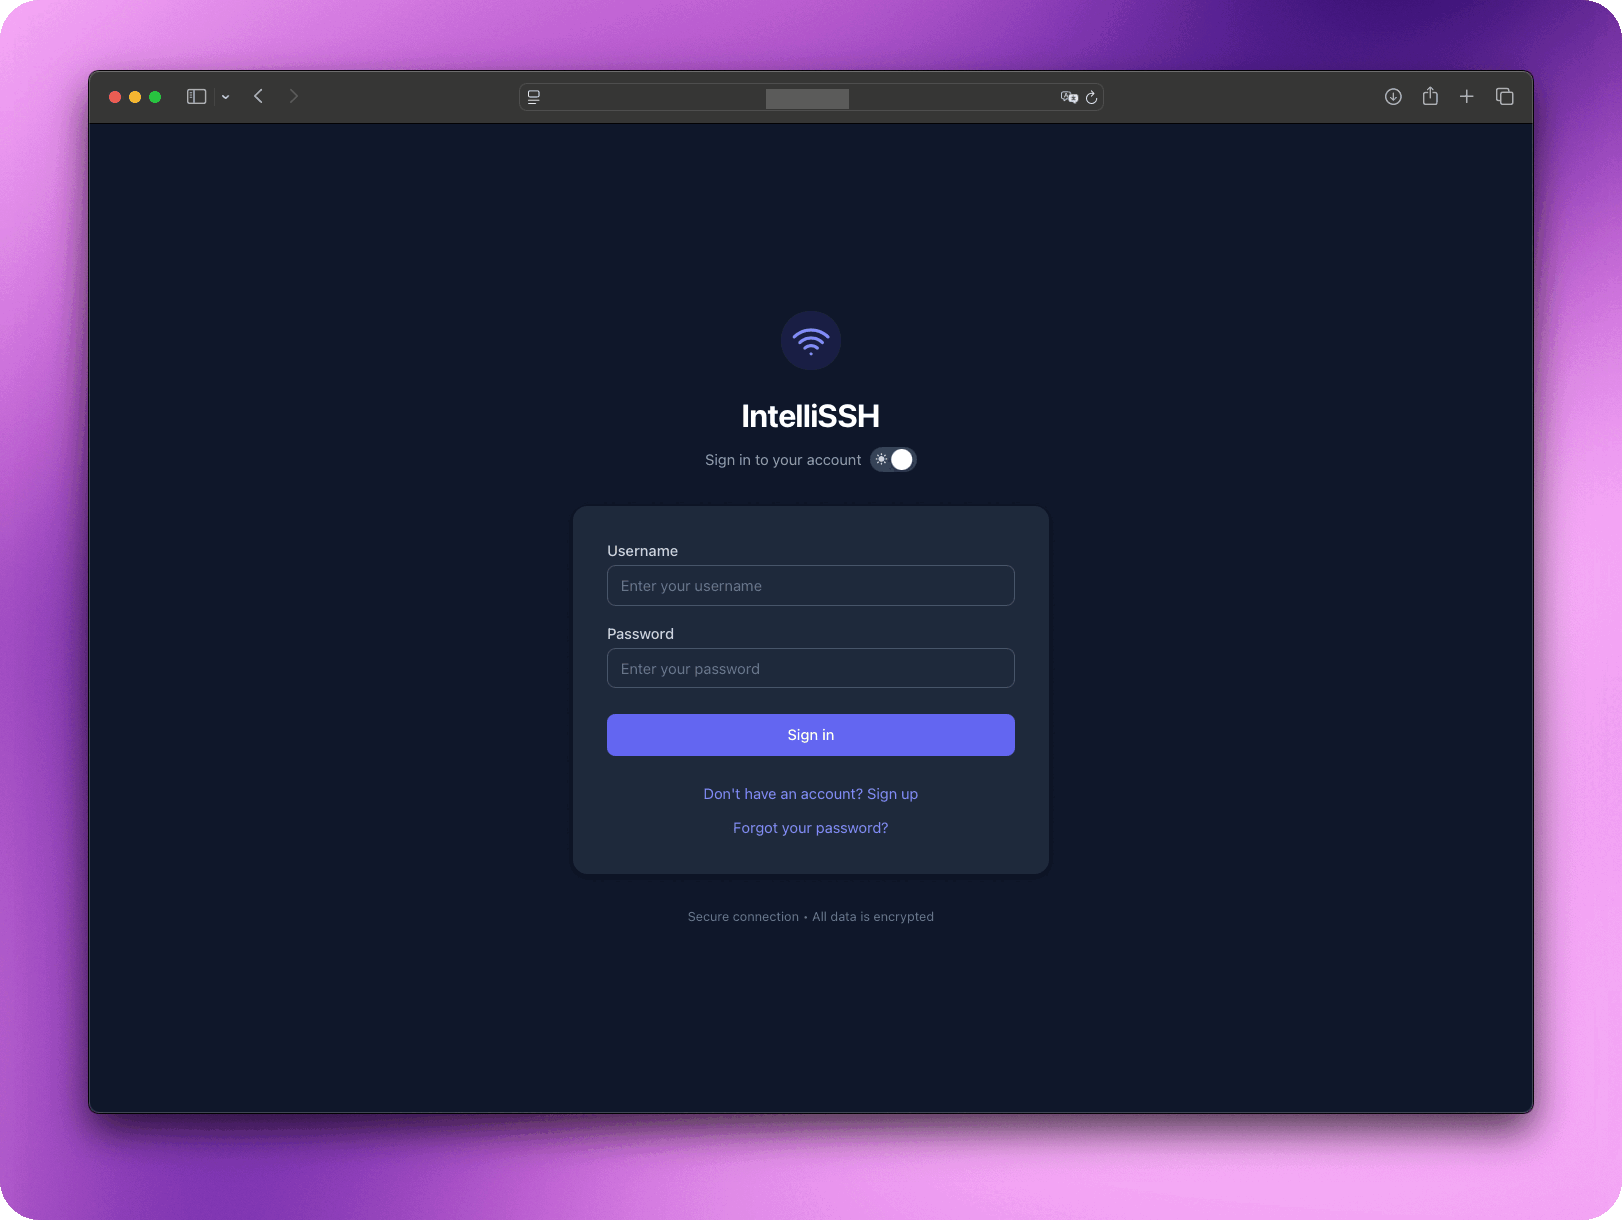 IntelliSSH
Sign in to your account
Username
Enter your username
Password
Enter your password
Sign in
Don't have an account? Sign up
Forgot your password?
Secure connection • All data is encrypted